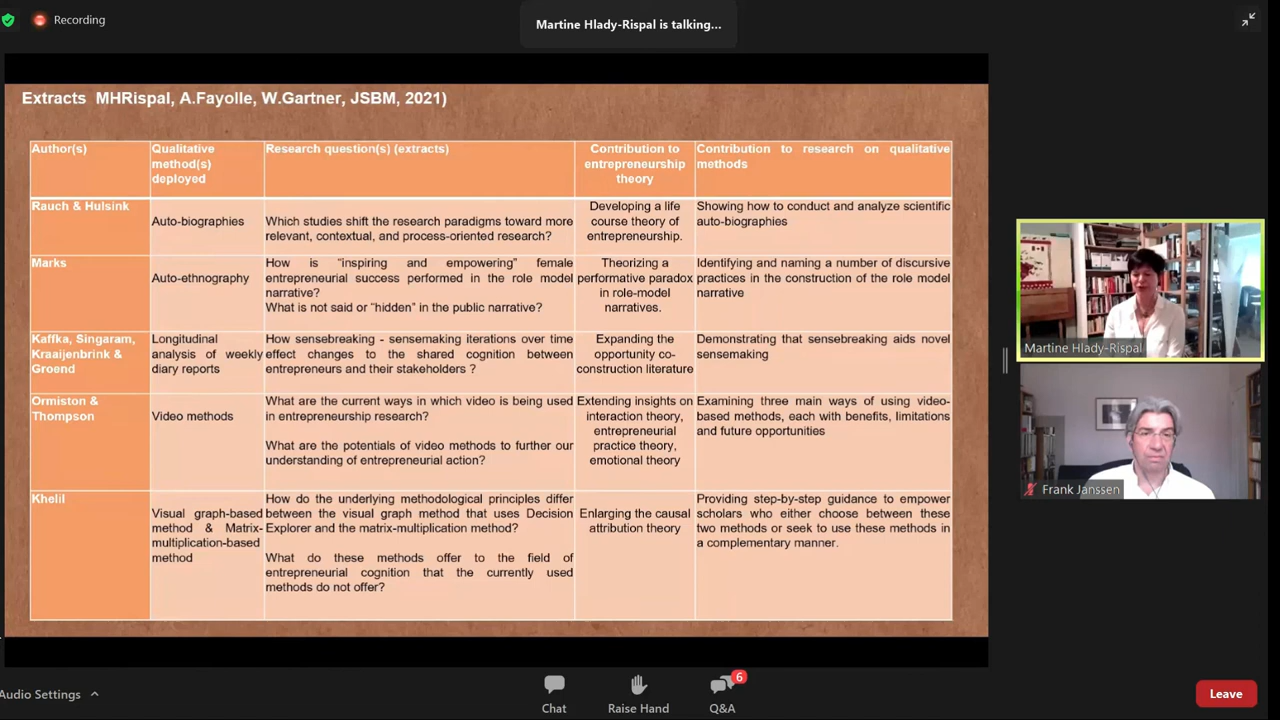 Recording
Martine Hlady-Rispal is talking...
Extracts MHRispal, A.Fayolle, W.Gartner, JSBM, 2021)
Author(s)
Qualitative
method(s)
deployed
Research question(s) (extracts)
Contribution to
entrepreneurship
theory
Contribution to research on qualitative
methods
Rauch & Hulsink
Auto-biographies
Which studies shift the research paradigms toward more
relevant, contextual, and process-oriented research?
Developing a life
course theory of
entrepreneurship.
Showing how to conduct and analyze scientific
auto-biographies
Marks
Auto-ethnography
How is “inspiring and empowering” female
entrepreneurial success performed in the role model
narrative?
What is not said or “hidden” in the public narrative?
Theorizing a
performative paradox
in role-model
narratives.
Identifying and naming a number of discursive
practices in the construction of the role model
narrative
Kaffka, Singaram,
Kraaijenbrink &
Groend
Longitudinal
analysis of weekly
diary reports
How sensebreaking - sensemaking iterations over time
effect changes to the shared cognition between
entrepreneurs and their stakeholders ?
Expanding the
opportunity co-
construction literature
Demonstrating that sensebreaking aids novel
sensemaking
Ormiston &
Thompson
Video methods
What are the current ways in which video is being used
in entrepreneurship research?
What are the potentials of video methods to further our
understanding of entrepreneurial action?
Extending insights on
interaction theory,
entrepreneurial
practice theory,
emotional theory
Examining three main ways of using video-
based methods, each with benefits, limitations
and future opportunities
Khelil
Visual graph-based
method & Matrix-
multiplication-based
method
How do the underlying methodological principles differ
between the visual graph method that uses Decision
Explorer and the matrix-multiplication method?
What do these methods offer to the field of
entrepreneurial cognition that the currently used
methods do not offer?
Enlarging the causal
attribution theory
Providing step-by-step guidance to empower
scholars who either choose between these
two methods or seek to use these methods in
a complementary manner.
Martine Hlady-Rispal
Frank Janssen
Audio Settings
Chat
Raise Hand
6
Q&A
Leave